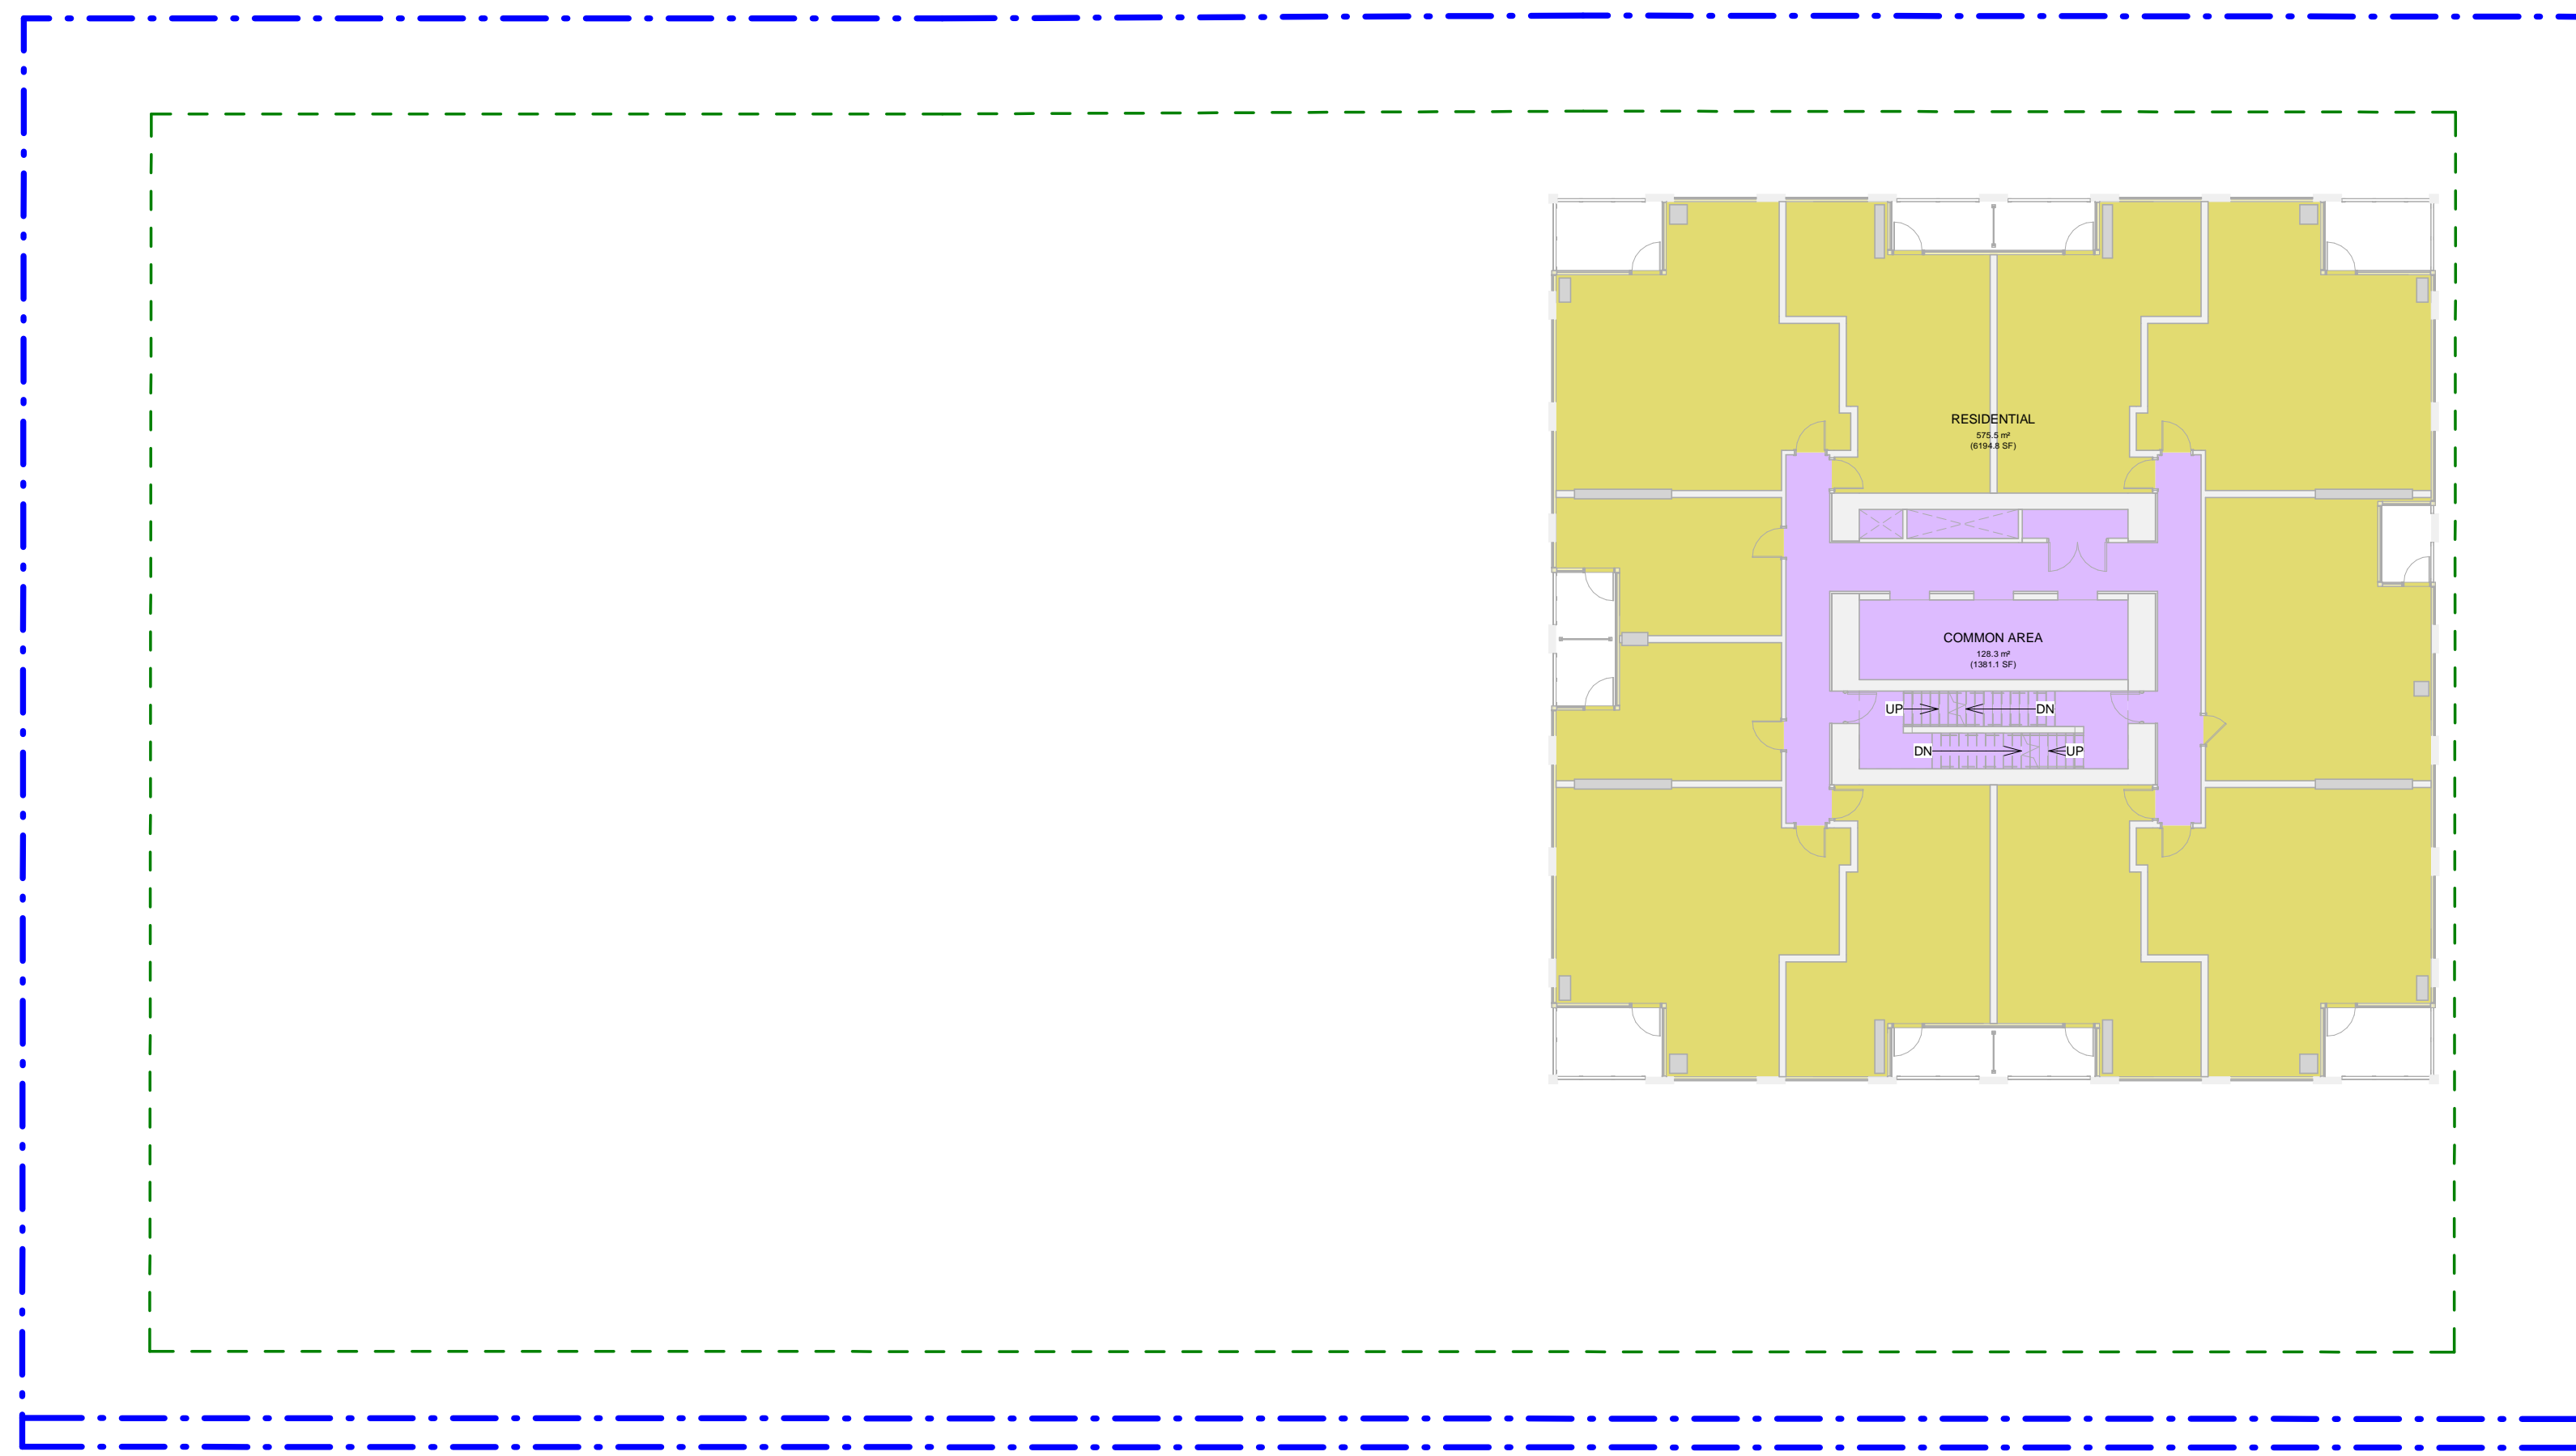 RESIDENTIAL
575.5 m²
(6194.8 SF)
COMMON AREA
128.3 m²
(1381.1 SF)
UP
DN
DN
UP